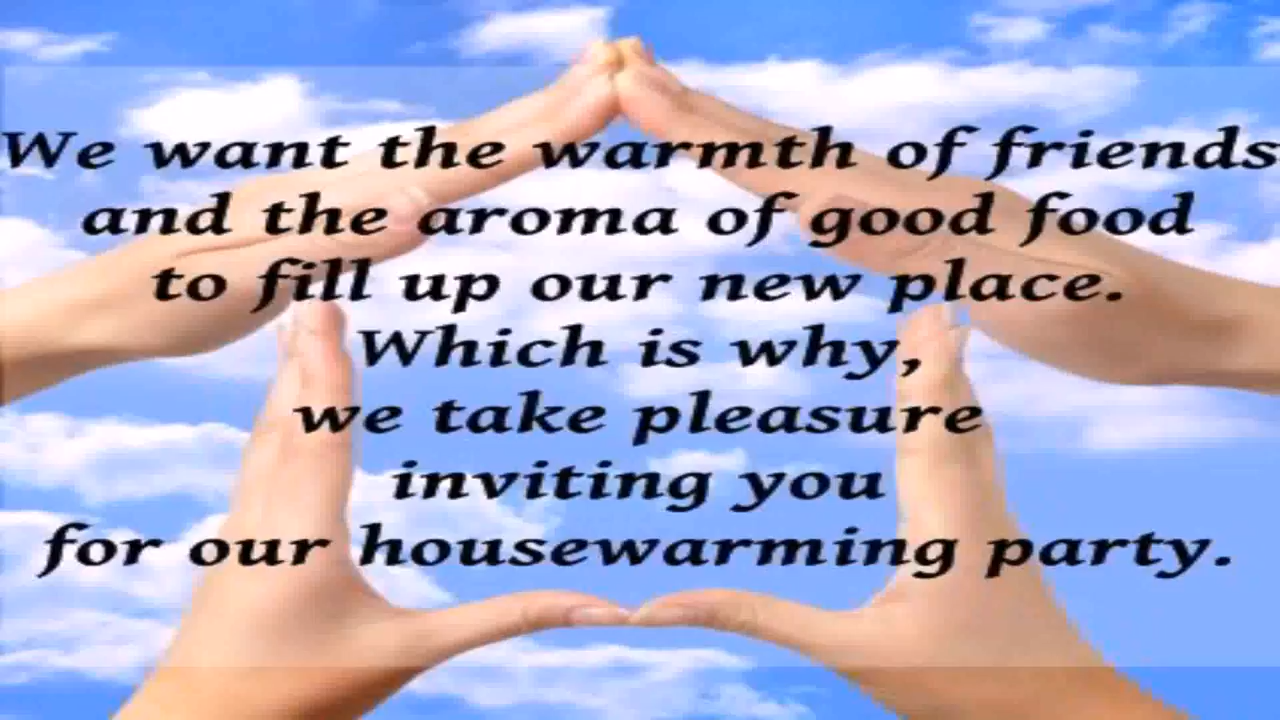 We want the warmth of friends
and the aroma of good food
to fill up our new place.
Which is why,
we take pleasure
inviting you
for our housewarming party.